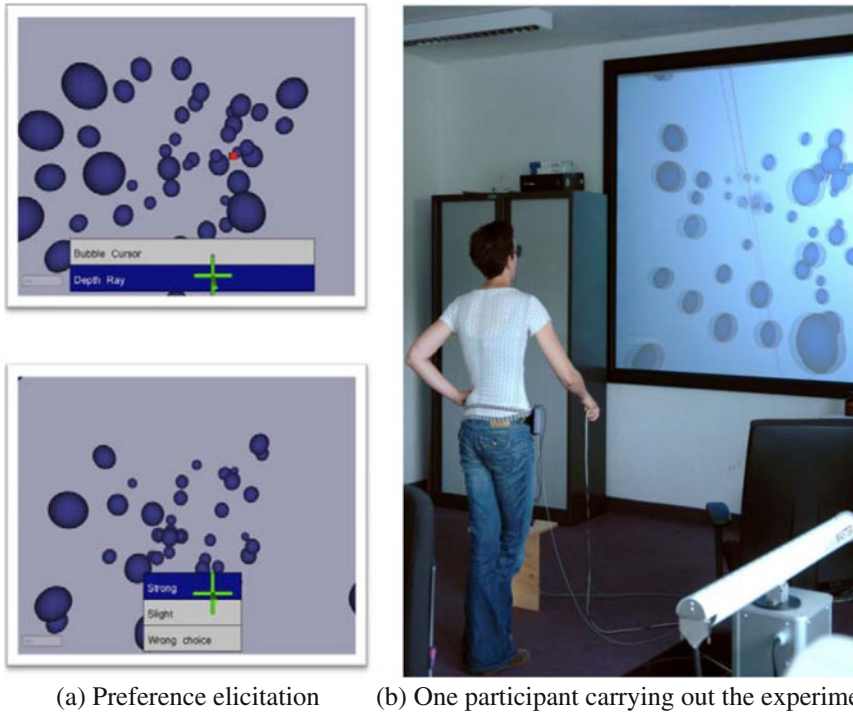 Bubble Cursor
Depth Ray
Strong
Slight
Wrong choice
(a) Preference elicitation
(b) One participant carrying out the experime